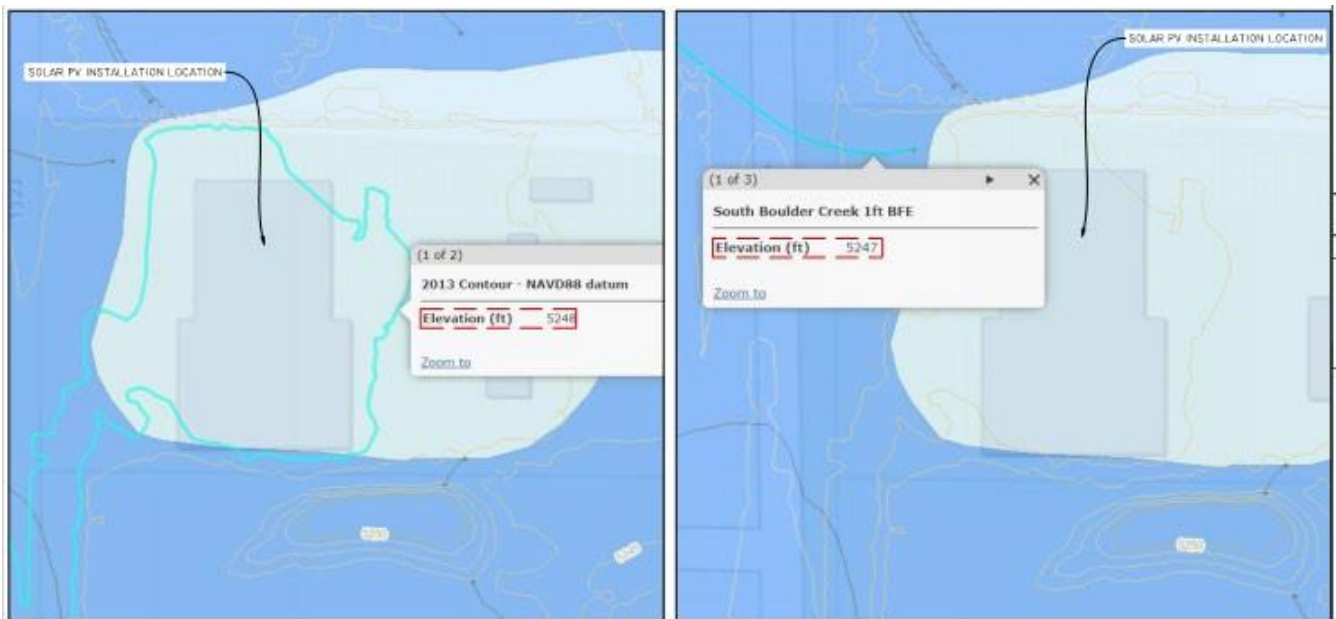 SOLAR PV INSTALLATION LOCATION
(1 of 2)
2013 Contour - NAVD88 datum
Elevation (ft) 5248
Zoom to
SOLAR PV INSTALLATION LOCATION
(1 of 3)
South Boulder Creek 1ft BFE
Elevation (ft) 5247
Zoom to